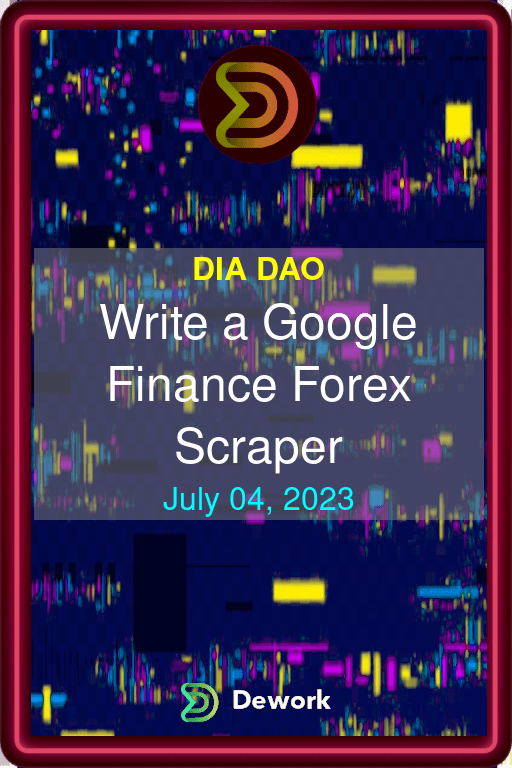 DIA DAO
Write a Google
Finance Forex
Scraper
July 04, 2023
Dework